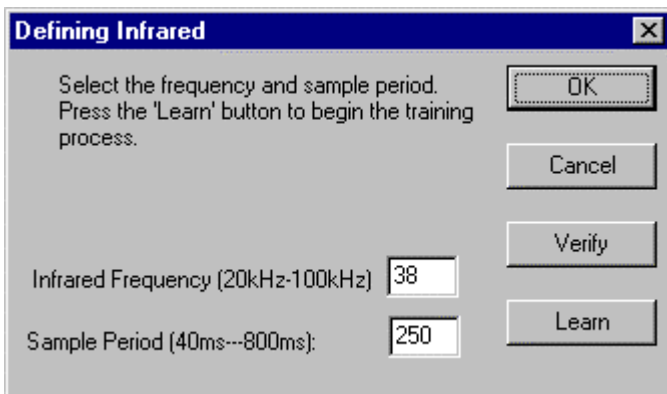 Defining Infrared
Select the frequency and sample period.
Press the 'Learn' button to begin the training
process.
OK
Cancel
Verify
Infrared Frequency (20kHz-100kHz) 38
Learn
Sample Period (40ms---800ms): 250